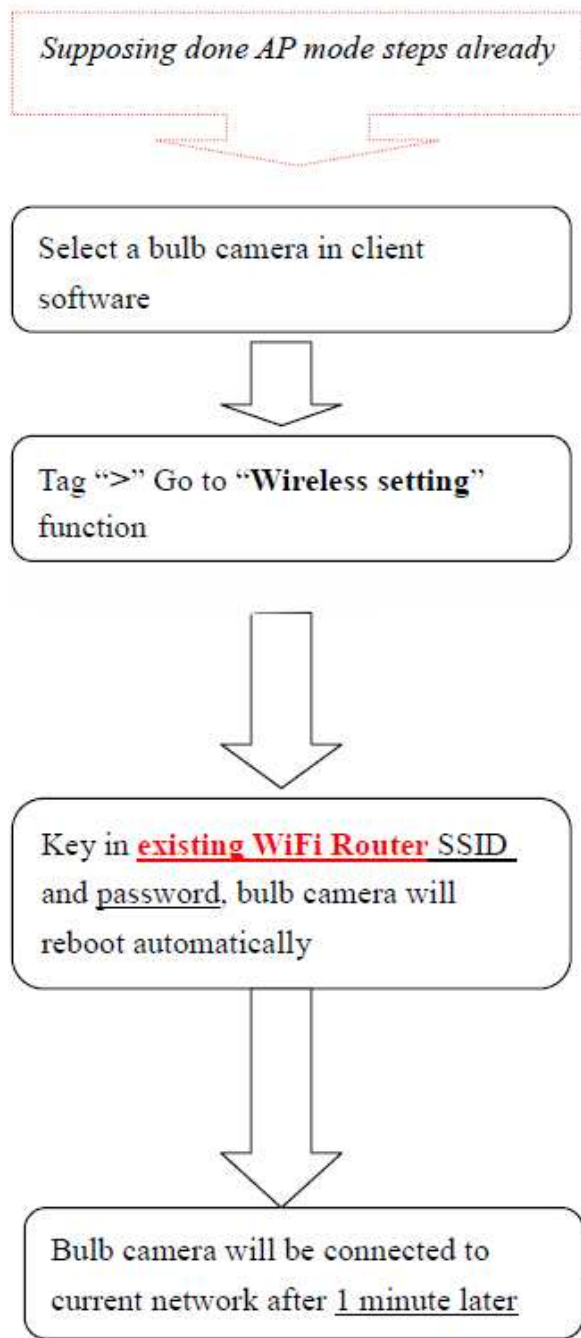 Supposing done AP mode steps already
Select a bulb camera in client
software
Tag “>” Go to “Wireless setting”
function
Key in existing WiFi Router SSID
and password, bulb camera will
reboot automatically
Bulb camera will be connected to
current network after 1 minute later